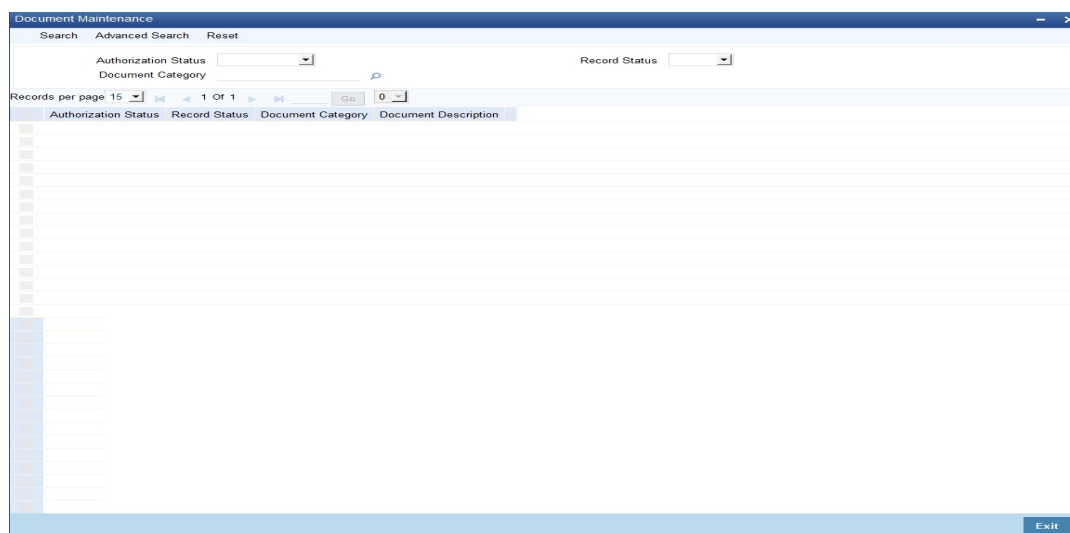 Document Maintenance
Search Advanced Search Reset
Authorization Status Record Status
Document Category
Records per page 15 1 Of 1 Go 0
Authorization Status Record Status Document Category Document Description
Exit